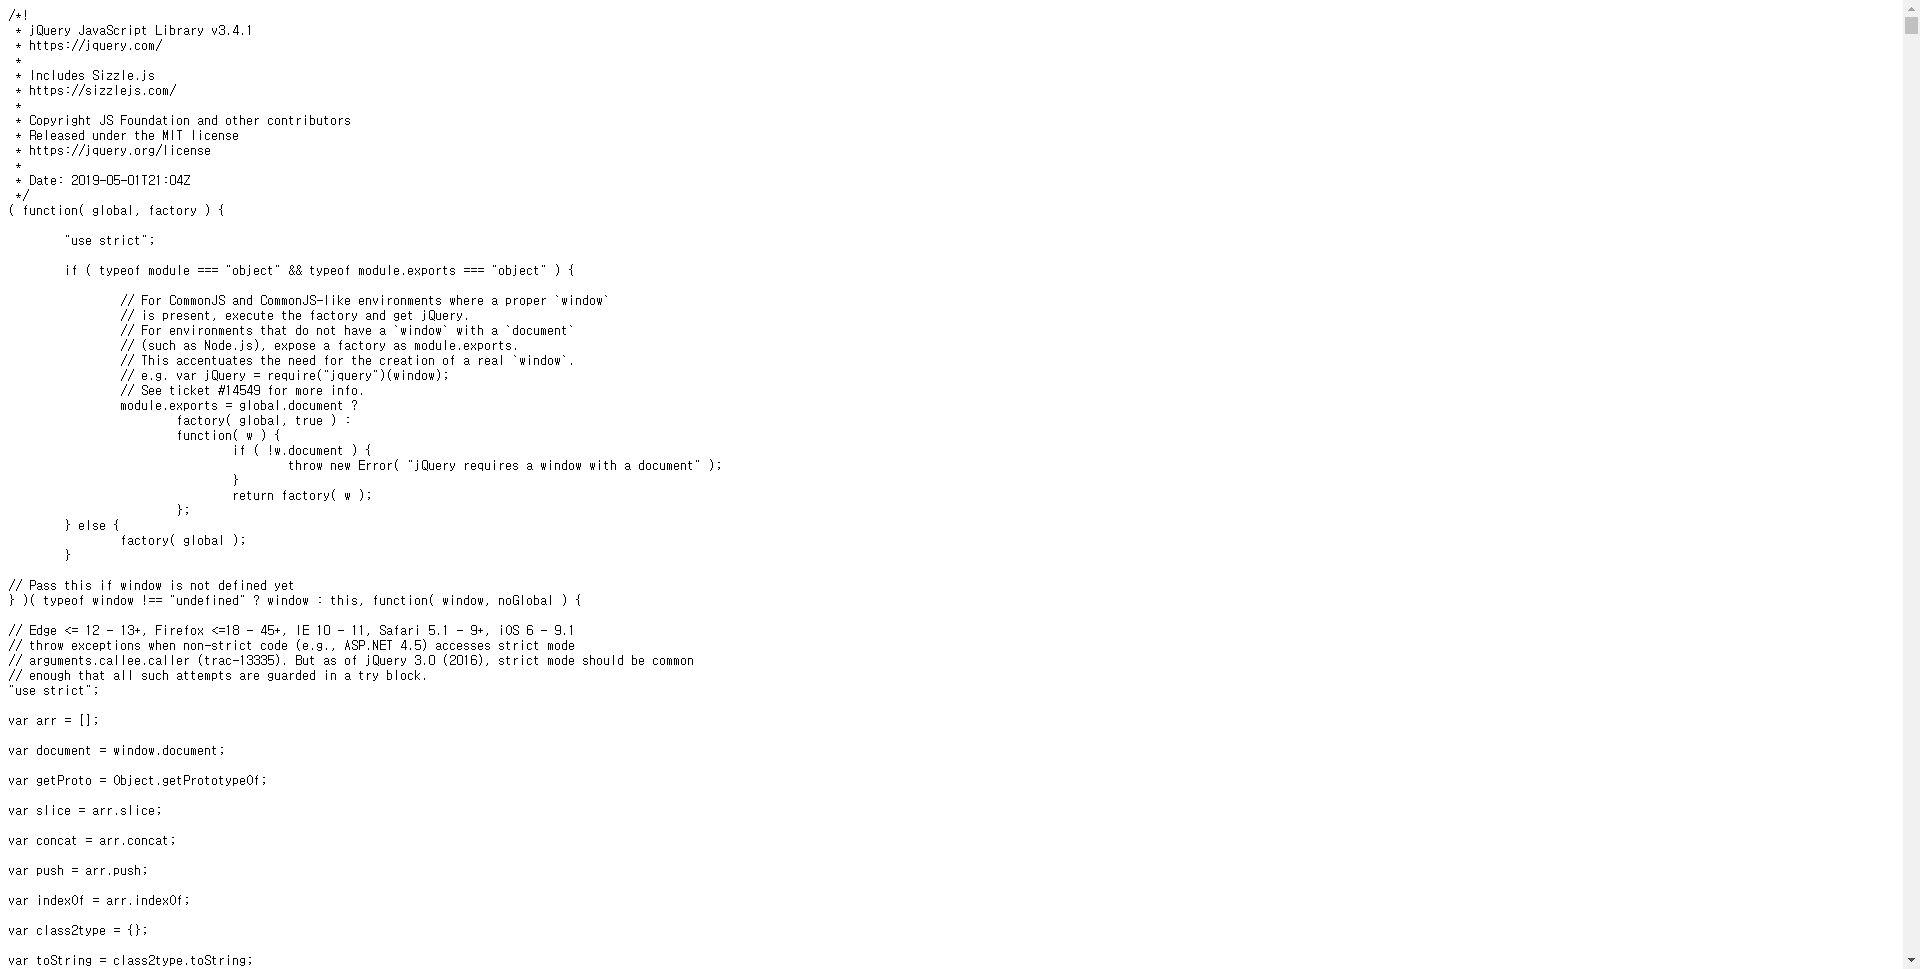 /*!
 * jQuery JavaScript Library v3.4.1
 * https://jquery.com/
 *
 * Includes Sizzle.js
 * https://sizzlejs.com/
 *
 * Copyright JS Foundation and other contributors
 * Released under the MIT license
 * https://jquery.org/license
 *
 * Date: 2019-05-01T21:04Z
 */
( function( global, factory ) {

	"use strict";

	if ( typeof module === "object" && typeof module.exports === "object" ) {

		// For CommonJS and CommonJS-like environments where a proper `window`
		// is present, execute the factory and get jQuery.
		// For environments that do not have a `window` with a `document`
		// (such as Node.js), expose a factory as module.exports.
		// This accentuates the need for the creation of a real `window`.
		// e.g. var jQuery = require("jquery")(window);
		// See ticket #14549 for more info.
		module.exports = global.document ?
			factory( global, true ) :
			function( w ) {
				if ( !w.document ) {
					throw new Error( "jQuery requires a window with a document" );
				}
				return factory( w );
			};
	} else {
		factory( global );
	}

// Pass this if window is not defined yet
} )( typeof window !== "undefined" ? window : this, function( window, noGlobal ) {

// Edge <= 12 - 13+, Firefox <=18 - 45+, IE 10 - 11, Safari 5.1 - 9+, iOS 6 - 9.1
// throw exceptions when non-strict code (e.g., ASP.NET 4.5) accesses strict mode
// arguments.callee.caller (trac-13335). But as of jQuery 3.0 (2016), strict mode should be common
// enough that all such attempts are guarded in a try block.
"use strict";

var arr = [];

var document = window.document;

var getProto = Object.getPrototypeOf;

var slice = arr.slice;

var concat = arr.concat;

var push = arr.push;

var indexOf = arr.indexOf;

var class2type = {};

var toString = class2type.toString;